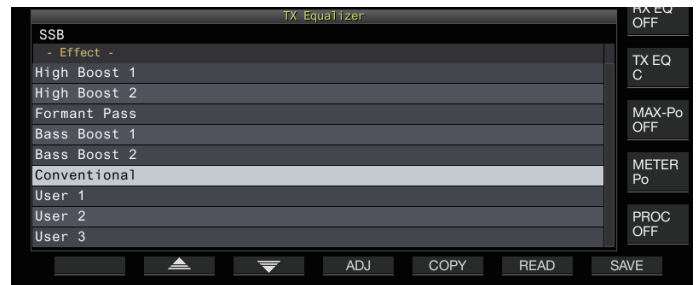 TX Equalizer
SSB
- Effect -
High Boost 1
High Boost 2
Formant Pass
Bass Boost 1
Bass Boost 2
Conventional
User 1
User 2
User 3
ADJ
COPY
READ
SAVE
RX EQ
OFF
TX EQ
C
MAX-Po
OFF
METER
Po
PROC
OFF